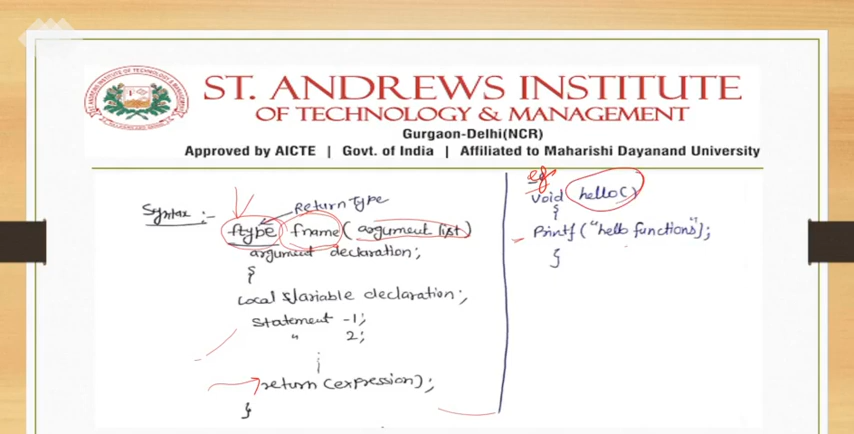 ST. ANDREWS INSTITUTE
OF TECHNOLOGY & MANAGEMENT
Gurgaon-Delhi(NCR)
Approved by AICTE | Govt. of India | Affiliated to Maharishi Dayanand University
Syntax :-
Return Type
ftype fname (argument list)
argument declaration;
{
Local Variable declaration;
Statement -1;
" 2;
return (expression);
}
eg
void hello()
{
Printf ("hello functions");
}